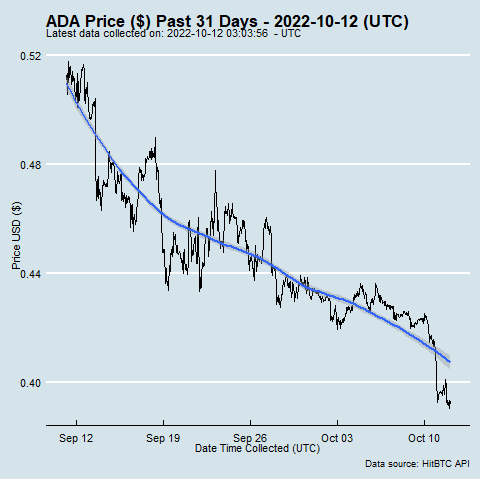 ADA Price ($) Past 31 Days - 2022-10-12 (UTC)
Latest data collected on: 2022-10-12 03:03:56  - UTC
0.52
0.48
0.44
0.40
Price USD ($)
Sep 12
Sep 19
Sep 26
Oct 03
Oct 10
Date Time Collected (UTC)
Data source: HitBTC API